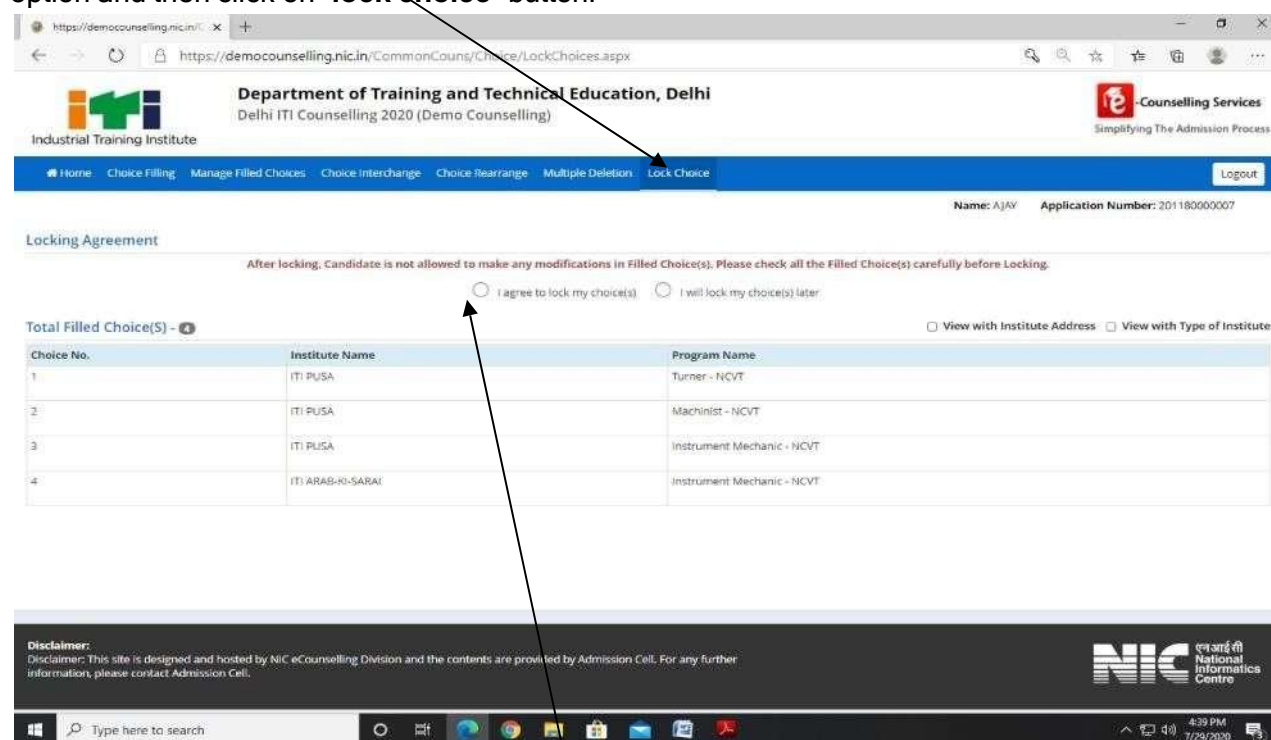 option and then click on "lock choice" button.
https://democounselling.nic.in/C
https://democounselling.nic.in/CommonCouns/Choice/LockChoices.aspx
Industrial Training Institute
Department of Training and Technical Education, Delhi
Delhi ITI Counselling 2020 (Demo Counselling)
e -Counselling Services
Simplifying The Admission Process
Home Choice Filling Manage Filled Choices Choice Interchange Choice Rearrange Multiple Deletion Lock Choice Logout
Name: AJAY Application Number: 201180000007
Locking Agreement
After locking, Candidate is not allowed to make any modifications in Filled Choice(s). Please check all the Filled Choice(s) carefully before Locking.
I agree to lock my choice(s) I will lock my choice(s) later
Total Filled Choice(S) - 4 View with Institute Address View with Type of Institute
Choice No. Institute Name Program Name
1 ITI PUSA Turner - NCVT
2 ITI PUSA Machinist - NCVT
3 ITI PUSA Instrument Mechanic - NCVT
4 ITI ARAB-KI-SARAI Instrument Mechanic - NCVT
Disclaimer:
Disclaimer: This site is designed and hosted by NIC eCounselling Division and the contents are provided by Admission Cell. For any further
information, please contact Admission Cell.
NIC
एन आई सी
National
Informatics
Centre
Type here to search
4:39 PM
7/29/2020
3